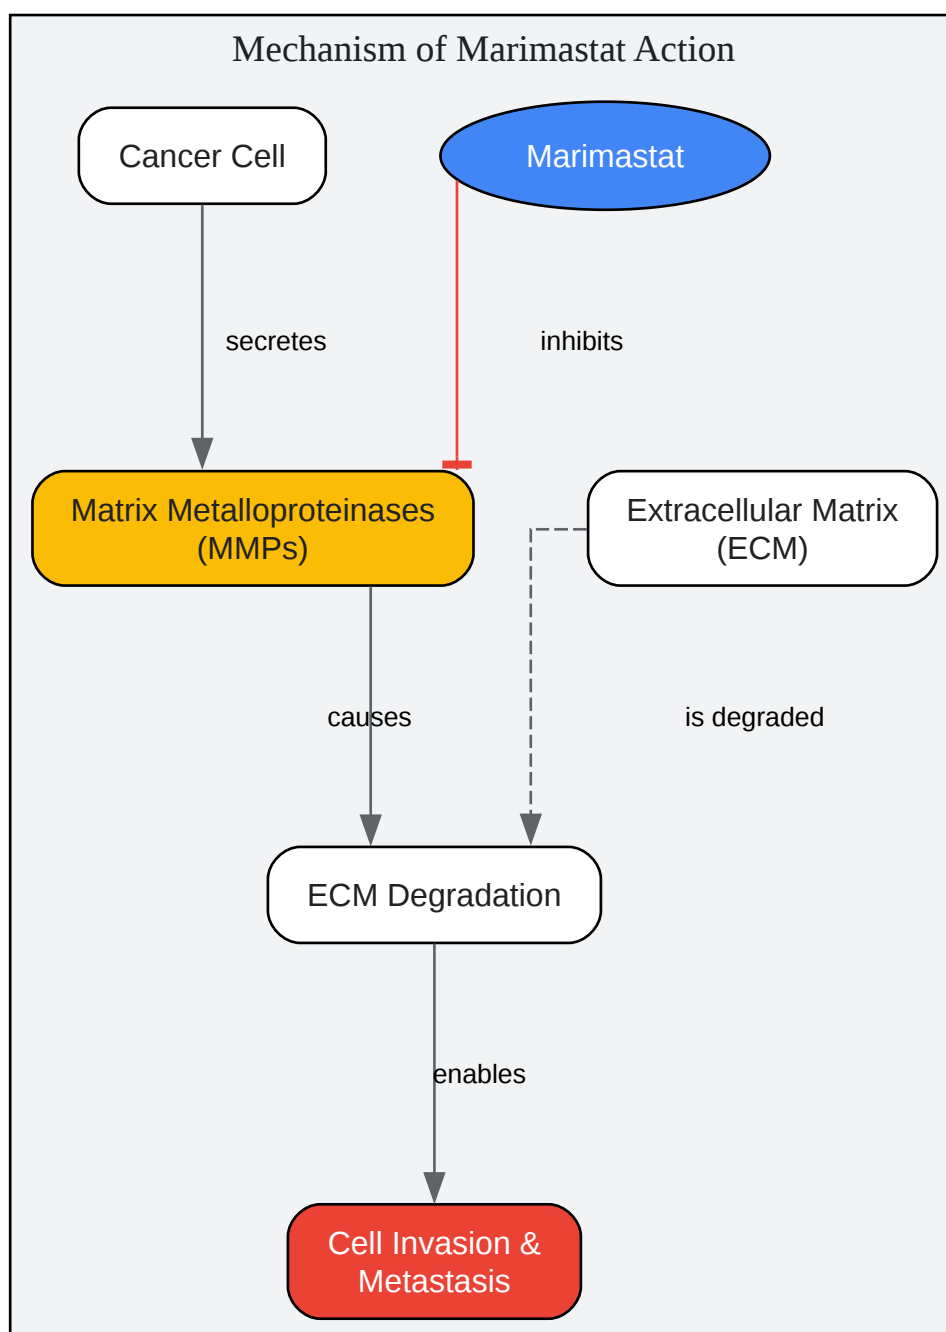 Mechanism of Marimastat Action
Cancer Cell
Marimastat
secretes
inhibits
Matrix Metalloproteinases
(MMPs)
Extracellular Matrix
(ECM)
causes
is degraded
ECM Degradation
enables
Cell Invasion &
Metastasis